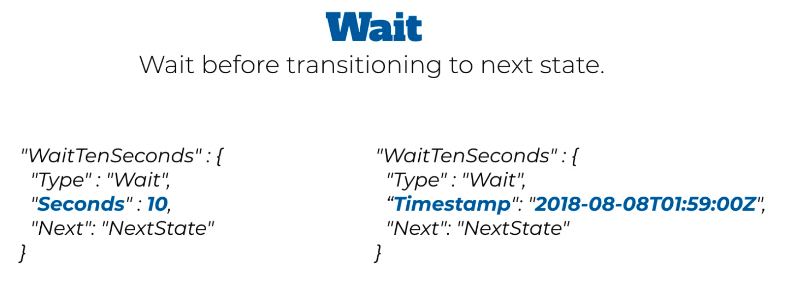 Wait
Wait before transitioning to next state.
"WaitTenSeconds" : {
"Type" : "Wait",
"Seconds" : 10,
"Next": "NextState"
}
"WaitTenSeconds" : {
"Type" : "Wait",
“Timestamp": "2018-08-08T01:59:00Z",
"Next": "NextState"
}